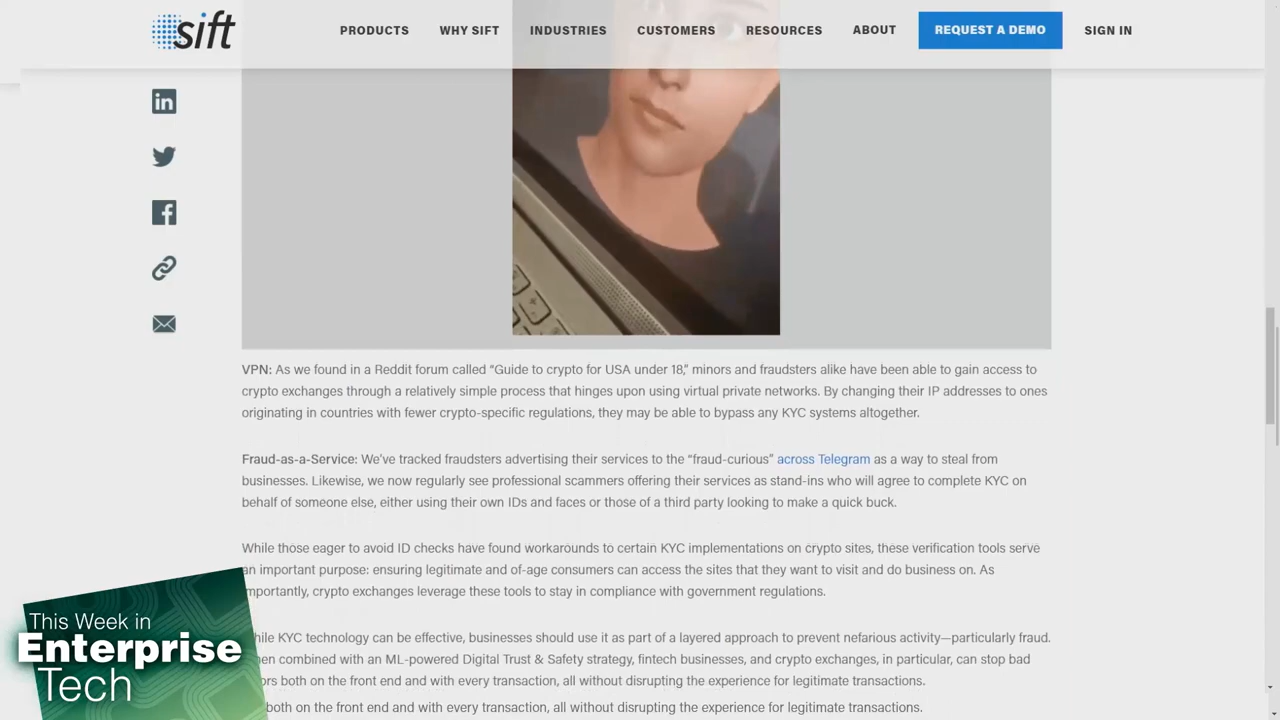 sift
PRODUCTS WHY SIFT INDUSTRIES CUSTOMERS RESOURCES ABOUT REQUEST A DEMO SIGN IN
VPN: As we found in a Reddit forum called “Guide to crypto for USA under 18,” minors and fraudsters alike have been able to gain access to
crypto exchanges through a relatively simple process that hinges upon using virtual private networks. By changing their IP addresses to ones
originating in countries with fewer crypto-specific regulations, they may be able to bypass any KYC systems altogether.
Fraud-as-a-Service: We’ve tracked fraudsters advertising their services to the “fraud-curious” across Telegram as a way to steal from
businesses. Likewise, we now regularly see professional scammers offering their services as stand-ins who will agree to complete KYC on
behalf of someone else, either using their own IDs and faces or those of a third party looking to make a quick buck.
While those eager to avoid ID checks have found workarounds to certain KYC implementations on crypto sites, these verification tools serve
an important purpose: ensuring legitimate and of-age consumers can access the sites that they want to visit and do business on. As
importantly, crypto exchanges leverage these tools to stay in compliance with government regulations.
KYC technology can be effective, businesses should use it as part of a layered approach to prevent nefarious activity—particularly fraud.
combined with an ML-powered Digital Trust & Safety strategy, fintech businesses, and crypto exchanges, in particular, can stop bad
both on the front end and with every transaction, all without disrupting the experience for legitimate transactions.
both on the front end and with every transaction, all without disrupting the experience for legitimate transactions.
This Week in
Enterprise
Tech